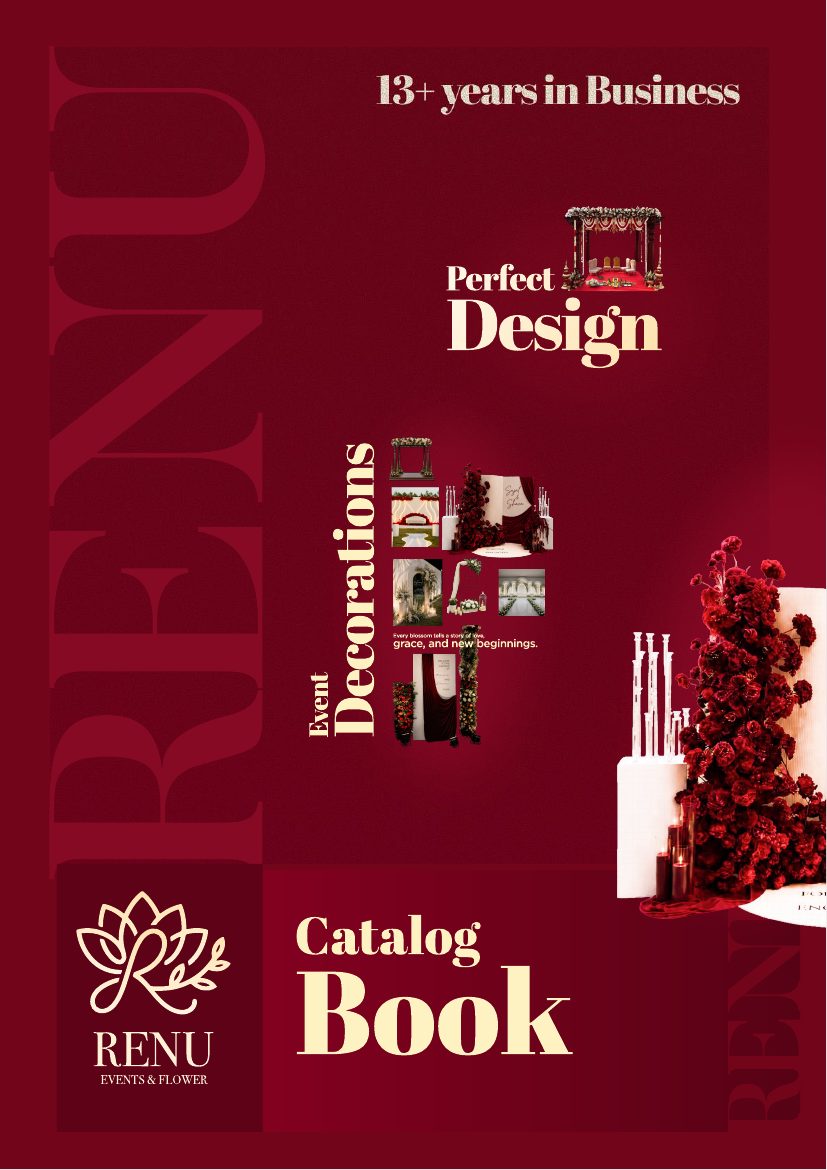 RENU
13+ years in Business
Perfect
Design
Event
Decorations
Every blossom tells a story of love,
grace, and new beginnings.
Catalog
Book
RENU
EVENTS & FLOWER
REN